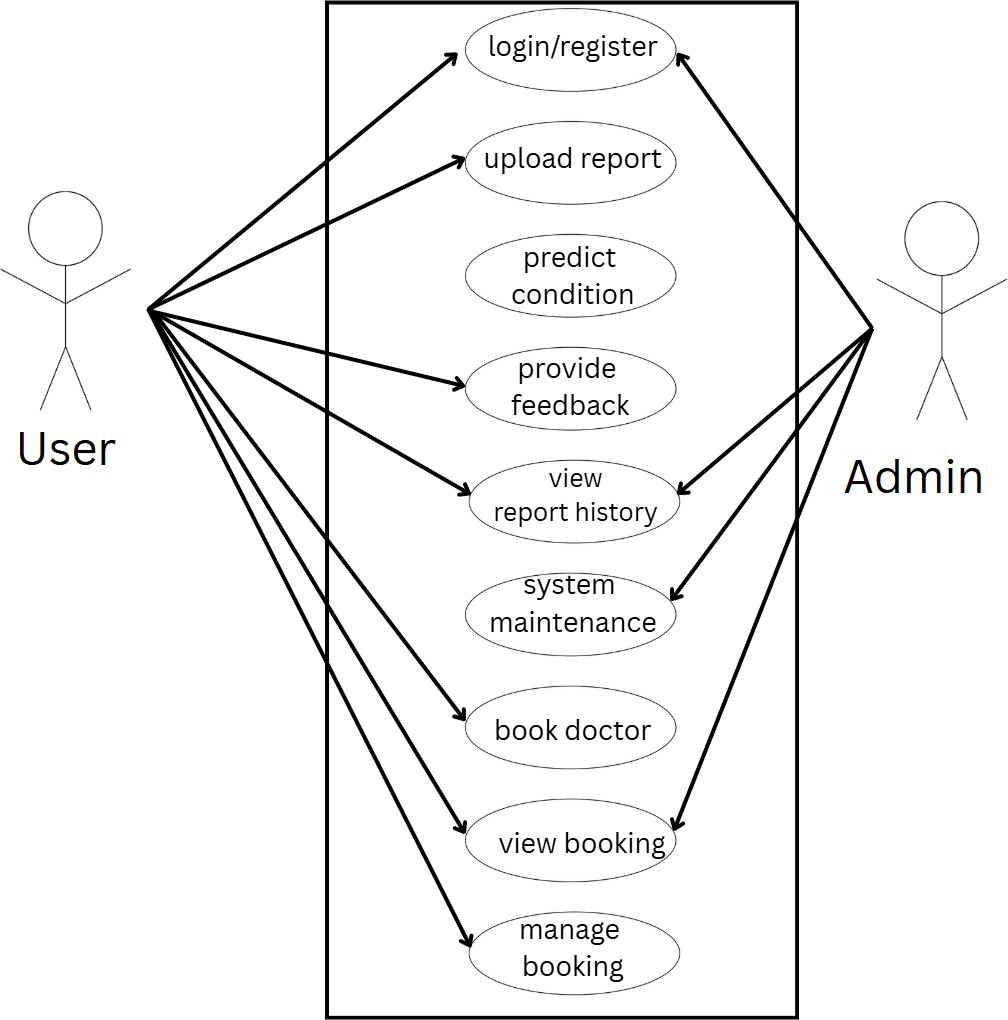 login/register
upload report
predict
condition
provide
feedback
view
report history
system
maintenance
book doctor
view booking
manage
booking
User
Admin